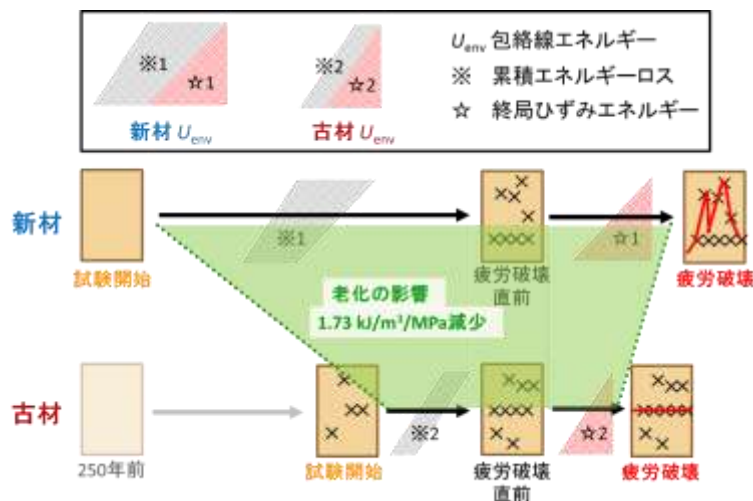 ※1
☆1
新材 Uenv
※2
☆2
古材 Uenv
Uenv 包絡線エネルギー
※ 累積エネルギーロス
☆ 終局ひずみエネルギー
新材
試験開始
※1
疲労破壊
直前
☆1
疲労破壊
老化の影響
1.73 kJ/m³/MPa減少
古材
250年前
試験開始
※2
疲労破壊
直前
☆2
疲労破壊